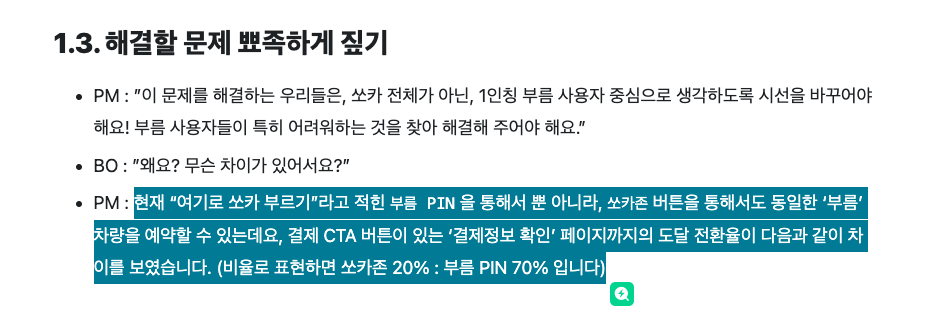 1.3. 해결할 문제 뾰족하게 짚기
• PM : ”이 문제를 해결하는 우리들은, 쏘카 전체가 아닌, 1인칭 부름 사용자 중심으로 생각하도록 시선을 바꾸어야
해요! 부름 사용자들이 특히 어려워하는 것을 찾아 해결해 주어야 해요.”
• BO : ”왜요? 무슨 차이가 있어서요?”
• PM : 현재 “여기로 쏘카 부르기”라고 적힌 부름 PIN 을 통해서 뿐 아니라, 쏘카존 버튼을 통해서도 동일한 ‘부름’
차량을 예약할 수 있는데요, 결제 CTA 버튼이 있는 ’결제정보 확인’ 페이지까지의 도달 전환율이 다음과 같이 차
이를 보였습니다. (비율로 표현하면 쏘카존 20% : 부름 PIN 70% 입니다)